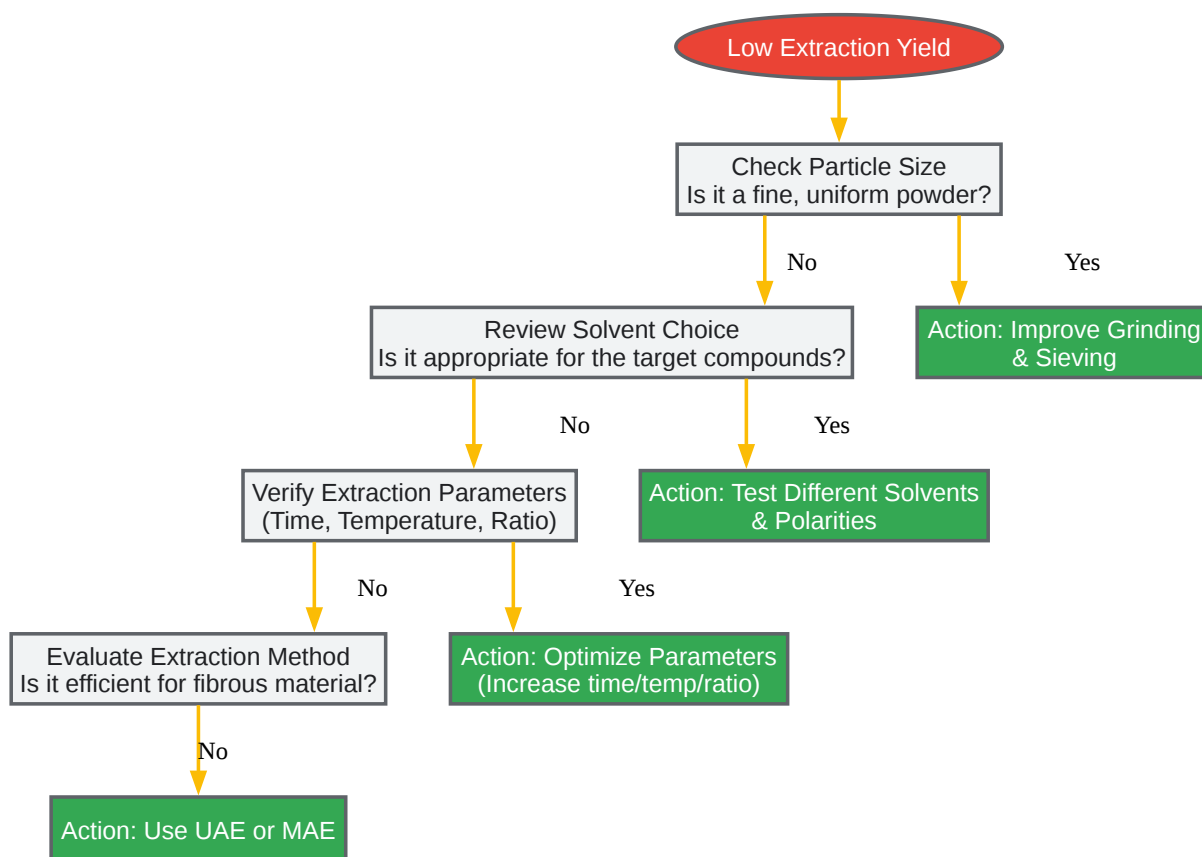 Low Extraction Yield
Check Particle Size
Is it a fine, uniform powder?
No
Yes
Review Solvent Choice
Is it appropriate for the target compounds?
Action: Improve Grinding
& Sieving
No
Yes
Verify Extraction Parameters
(Time, Temperature, Ratio)
Action: Test Different Solvents
& Polarities
No
Yes
Evaluate Extraction Method
Is it efficient for fibrous material?
Action: Optimize Parameters
(Increase time/temp/ratio)
No
Action: Use UAE or MAE